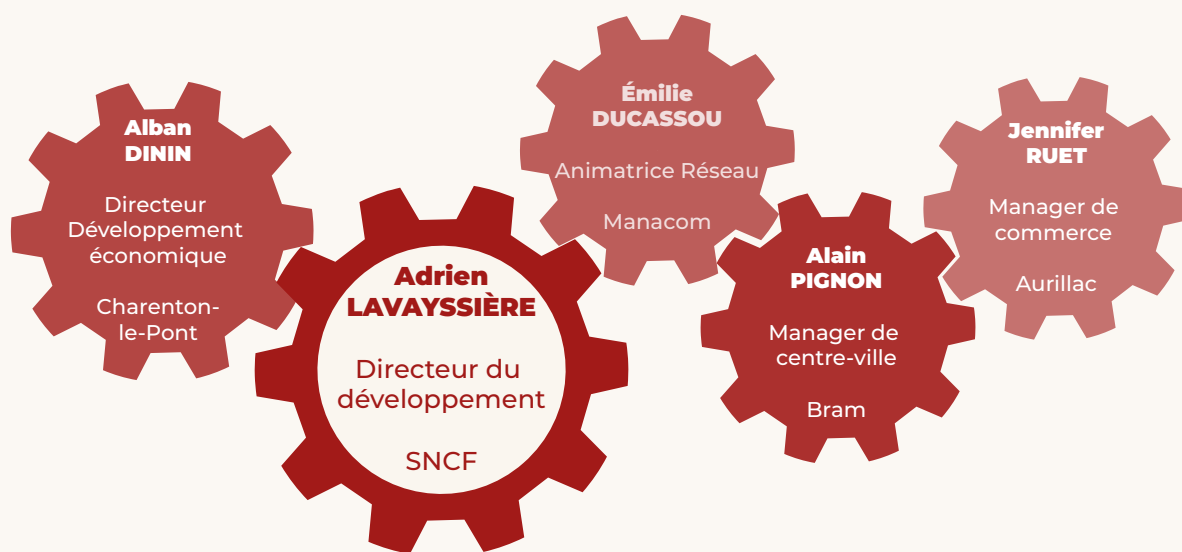 Alban
DININ
Directeur
Développement
économique
Charenton-
le-Pont
Adrien
LAVAYSSIÈRE
Directeur du
développement
SNCF
Émilie
DUCASSOU
Animatrice Réseau
Manacom
Alain
PIGNON
Manager de
centre-ville
Bram
Jennifer
RUET
Manager de
commerce
Aurillac